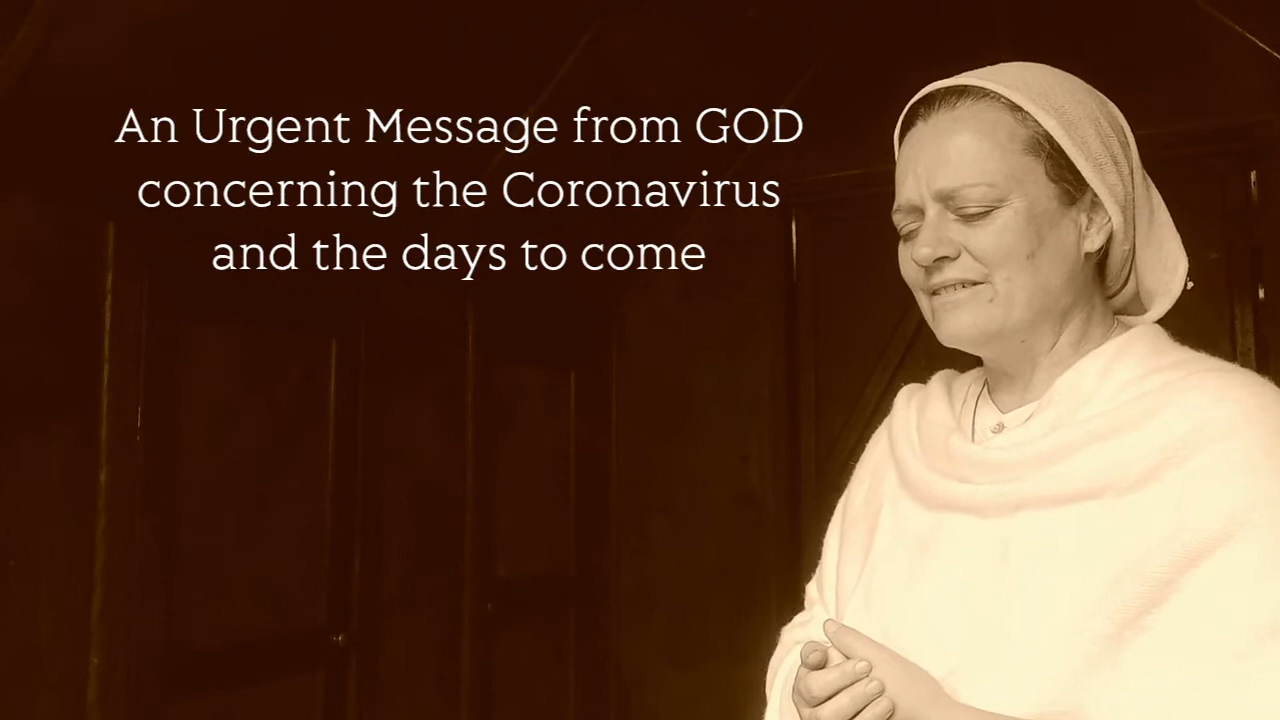 An Urgent Message from GOD
concerning the Coronavirus
and the days to come